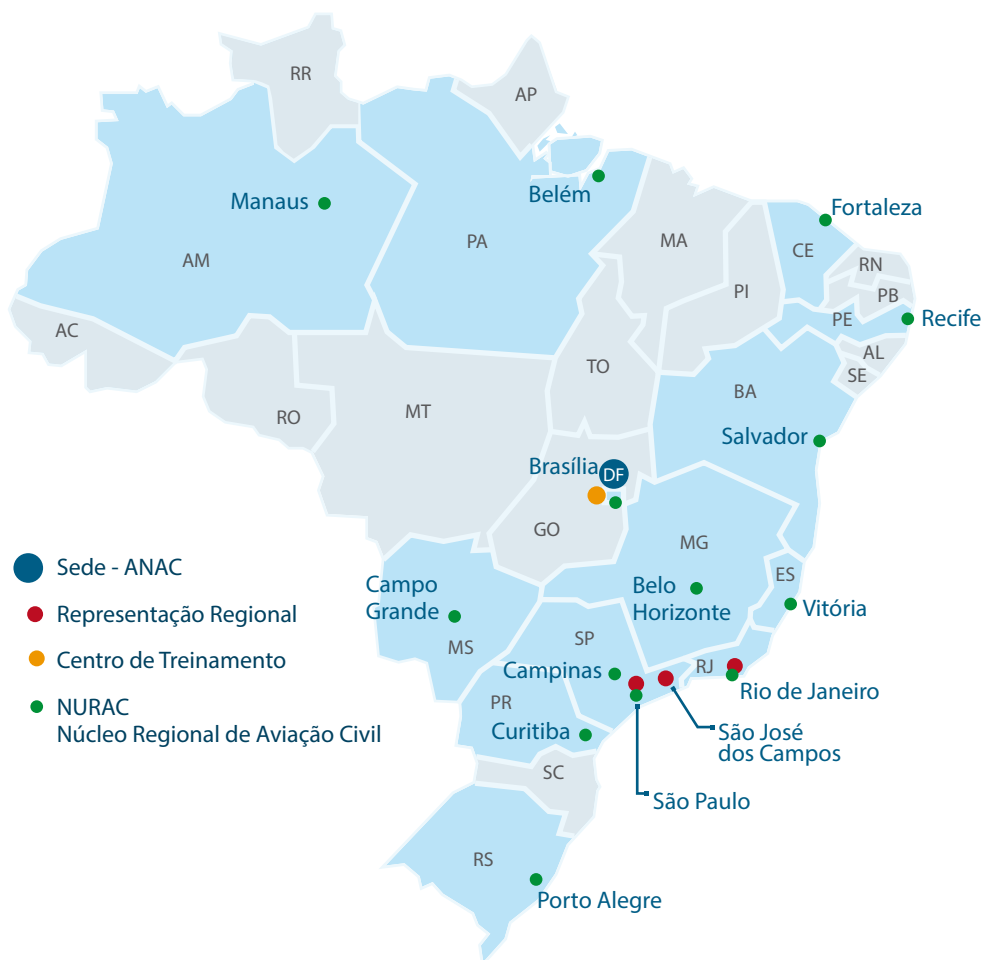 RR
AP
Manaus
Belém
Fortaleza
PA
MA
CE
AM
RN
PI
PB
PE
Recife
AC
AL
TO
SE
BA
MT
RO
Salvador
Brasília
DF
GO
MG
Sede - ANAC
ES
Campo
Grande
Belo
Horizonte
Vitória
Representação Regional
SP
MS
Centro de Treinamento
Campinas
RJ
Rio de Janeiro
PR
NURAC
Núcleo Regional de Aviação Civil
Curitiba
São José
dos Campos
SC
São Paulo
RS
Porto Alegre